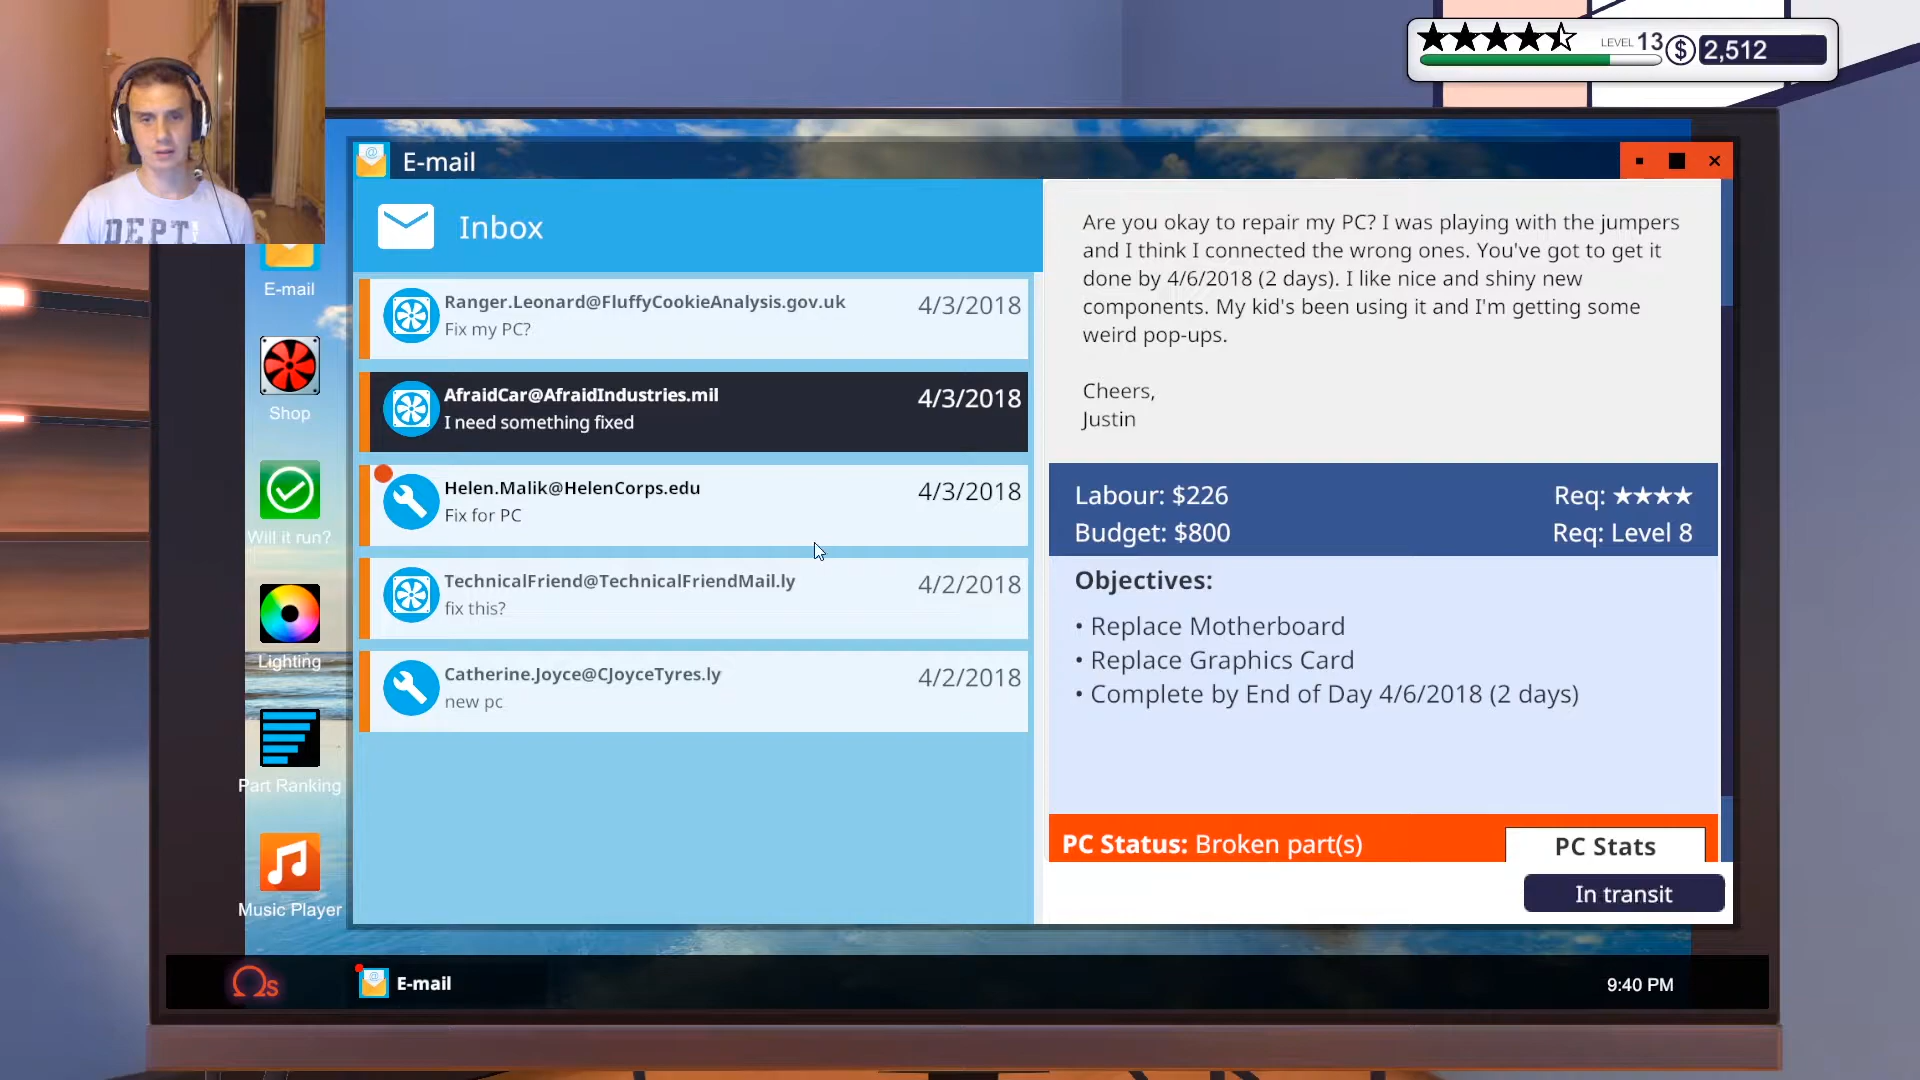 LEVEL 13
$ 2,512
DEPT
E-mail
Inbox
E-mail
Shop
Will it run?
Lighting
Part Ranking
Music Player
Ranger.Leonard@FluffyCookieAnalysis.gov.uk 4/3/2018
Fix my PC?
AfraidCar@AfraidIndustries.mil 4/3/2018
I need something fixed
Helen.Malik@HelenCorps.edu 4/3/2018
Fix for PC
TechnicalFriend@TechnicalFriendMail.ly 4/2/2018
fix this?
Catherine.Joyce@CJoyceTyres.ly 4/2/2018
new pc
Are you okay to repair my PC? I was playing with the jumpers
and I think I connected the wrong ones. You've got to get it
done by 4/6/2018 (2 days). I like nice and shiny new
components. My kid's been using it and I'm getting some
weird pop-ups.
Cheers,
Justin
Labour: $226 Req: ★★★★
Budget: $800 Req: Level 8
Objectives:
• Replace Motherboard
• Replace Graphics Card
• Complete by End of Day 4/6/2018 (2 days)
PC Status: Broken part(s) PC Stats
In transit
Ωs E-mail 9:40 PM